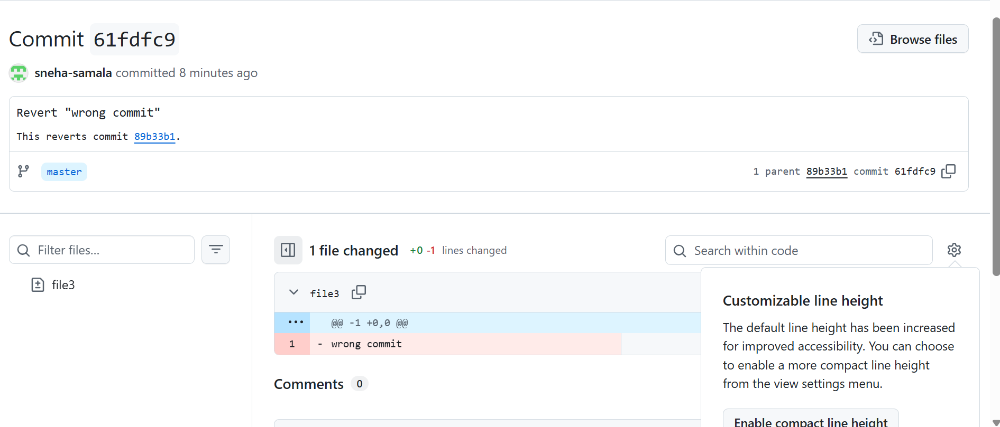 Commit 61fdfc9
Browse files
sneha-samala committed 8 minutes ago
Revert "wrong commit"
This reverts commit 89b33b1.
master
1 parent 89b33b1 commit 61fdfc9
Filter files...
file3
1 file changed +0 -1 lines changed
Search within code
file3
@@ -1 +0,0 @@
1 - wrong commit
Comments 0
Customizable line height
The default line height has been increased
for improved accessibility. You can choose
to enable a more compact line height
from the view settings menu.
Enable compact line height